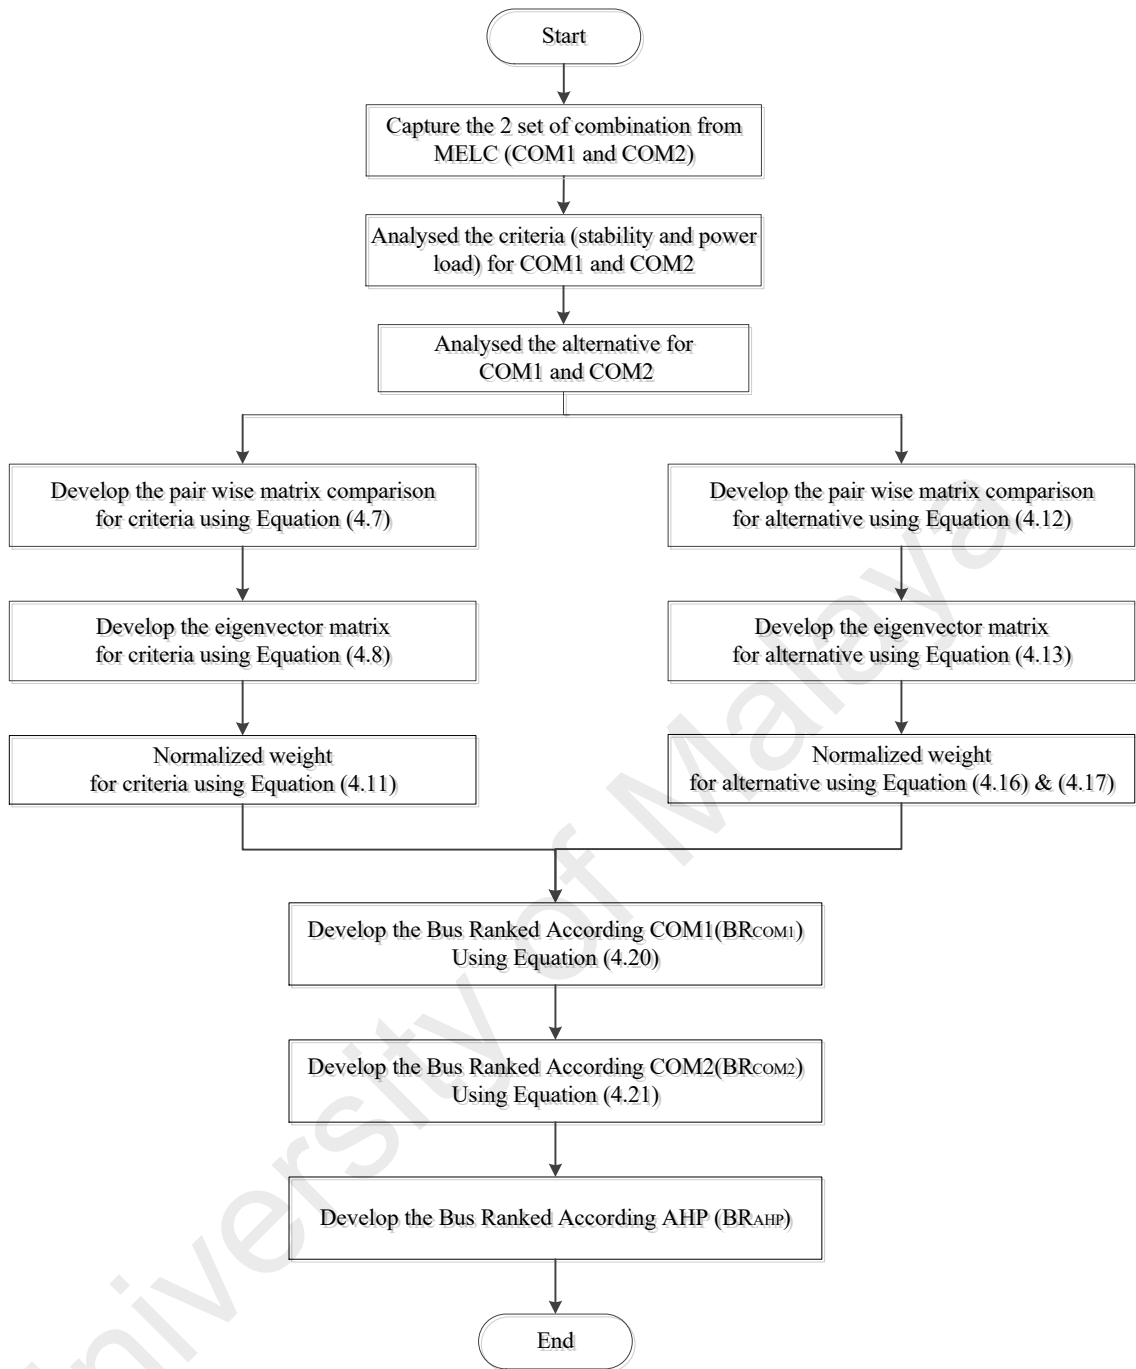 Start
Capture the 2 set of combination from
MELC (COM1 and COM2)
Analysed the criteria (stability and power
load) for COM1 and COM2
Analysed the alternative for
COM1 and COM2
Develop the pair wise matrix comparison
for criteria using Equation (4.7)
Develop the pair wise matrix comparison
for alternative using Equation (4.12)
Develop the eigenvector matrix
for criteria using Equation (4.8)
Develop the eigenvector matrix
for alternative using Equation (4.13)
Normalized weight
for criteria using Equation (4.11)
Normalized weight
for alternative using Equation (4.16) & (4.17)
Develop the Bus Ranked According COM1(BRCOM1)
Using Equation (4.20)
Develop the Bus Ranked According COM2(BRCOM2)
Using Equation (4.21)
Develop the Bus Ranked According AHP (BRAHP)
End
niversity of Malaya